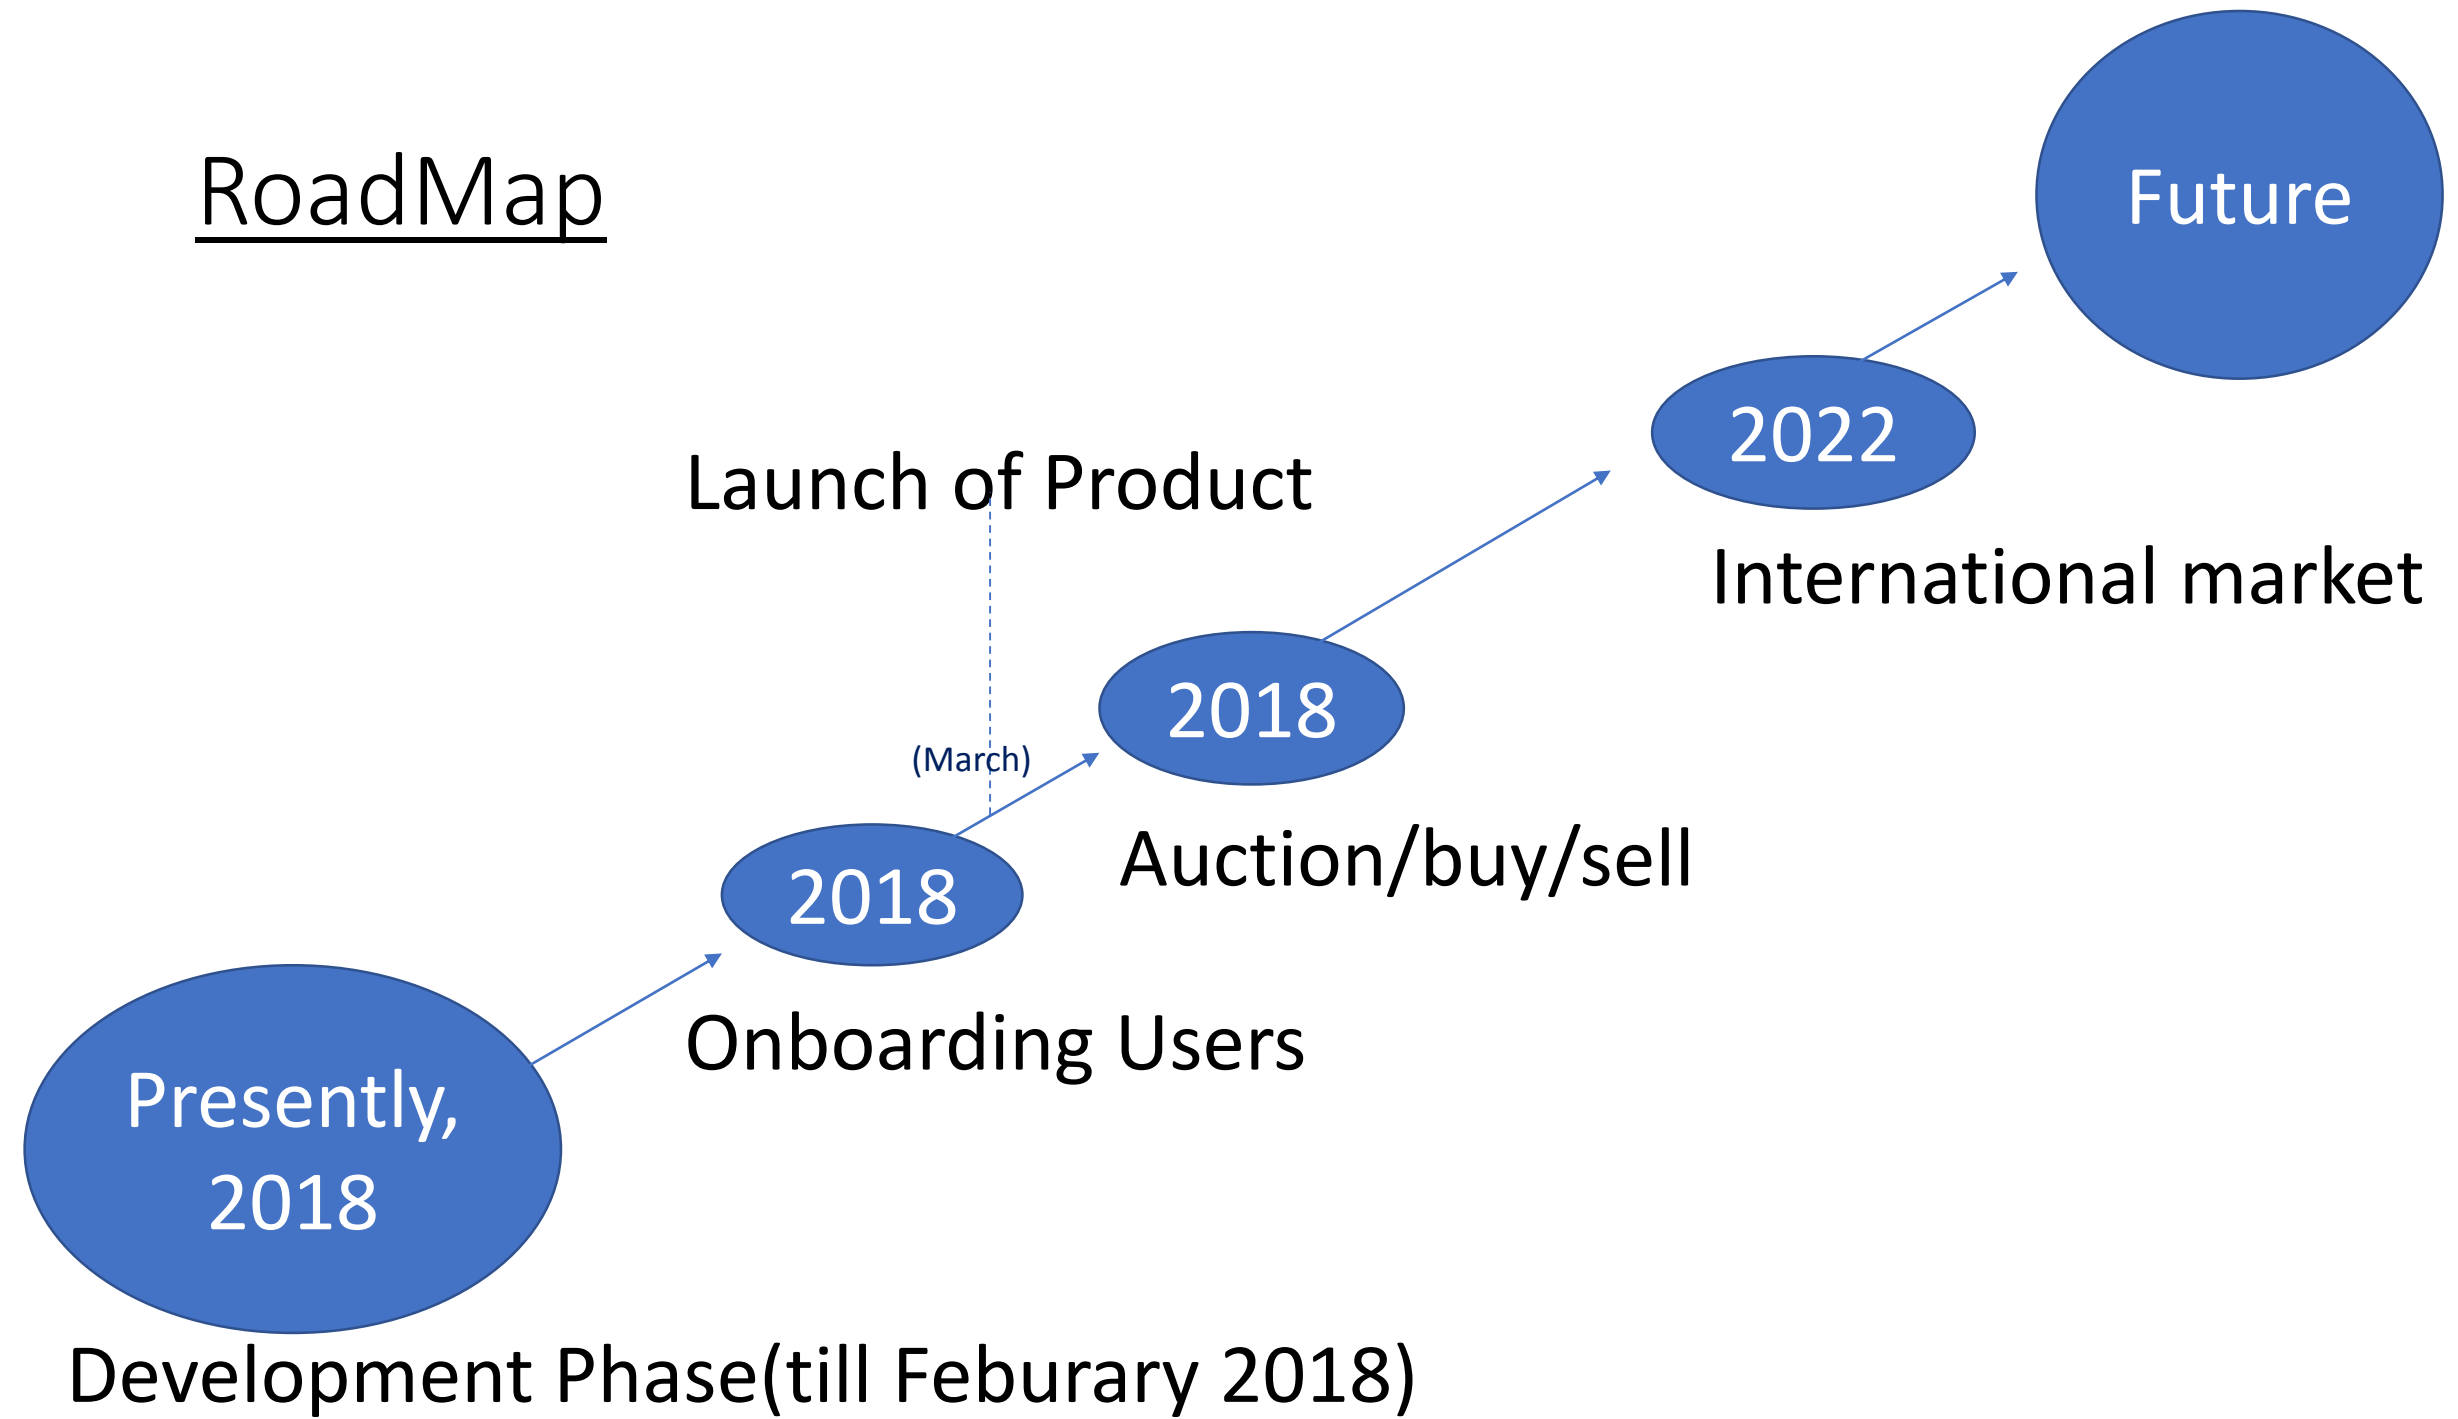 RoadMap
Future
2022
Launch of Product
International market
2018
(March)
Auction/buy/sell
2018
Onboarding Users
Presently,
2018
Development Phase(till Feburary 2018)